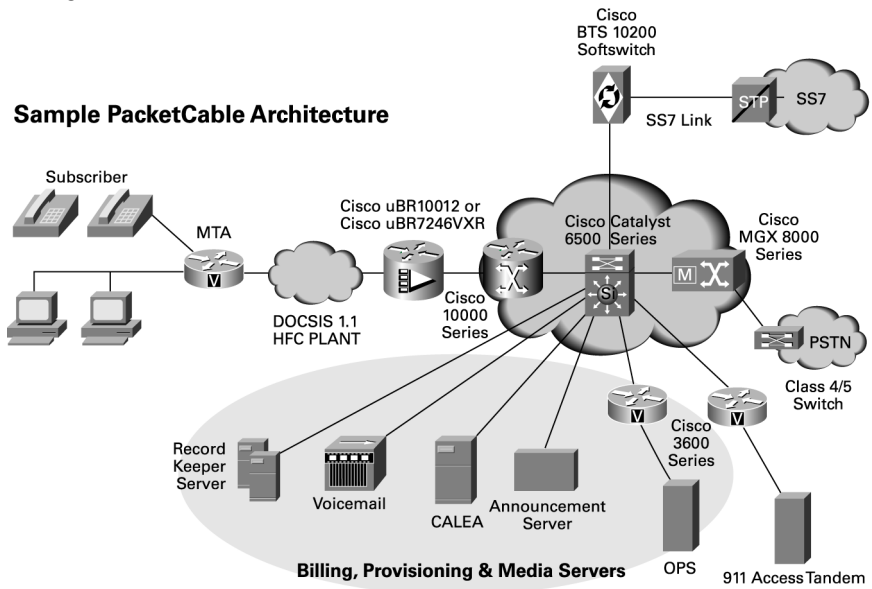 Cisco
BTS 10200
Softswitch
STP
SS7
SS7 Link
Sample PacketCable Architecture
Subscriber
MTA
V
DOCSIS 1.1
HFC PLANT
Cisco uBR10012 or
Cisco uBR7246VXR
Cisco
10000
Series
Cisco Catalyst
6500 Series
Si
Cisco
MGX 8000
Series
M
PSTN
Class 4/5
Switch
V
Cisco
3600
Series
V
Record
Keeper
Server
Voicemail
CALEA
Announcement
Server
OPS
911 Access Tandem
Billing, Provisioning & Media Servers